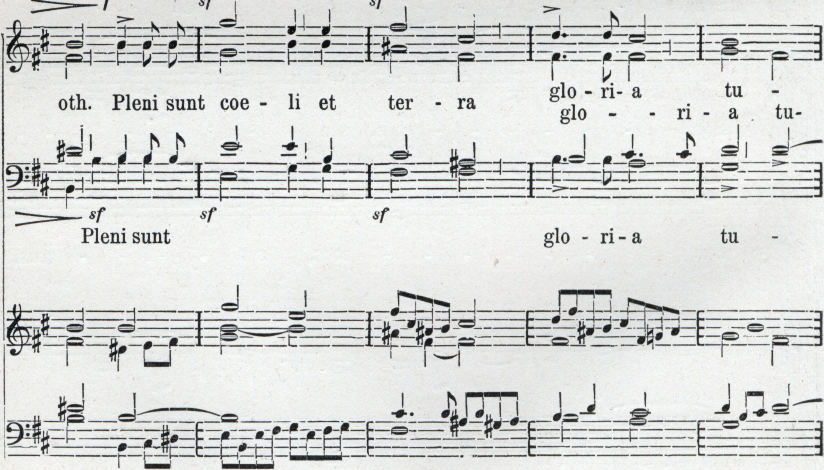 sf sf
oth. Pleni sunt coe - li et ter - ra glo - ri - a tu -
glo - - ri - a tu-
sf sf sf
Pleni sunt glo - ri - a tu -